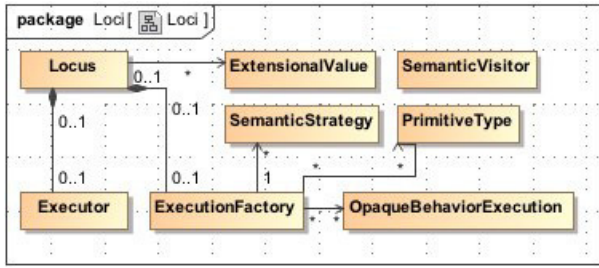 package Loci [ Loci ]
Locus
ExtensionalValue
SemanticVisitor
0..1
*
0..1
0..1
SemanticStrategy
PrimitiveType
*
*
*
0..1
0..1
1
Executor
ExecutionFactory
OpaqueBehaviorExecution
*
*